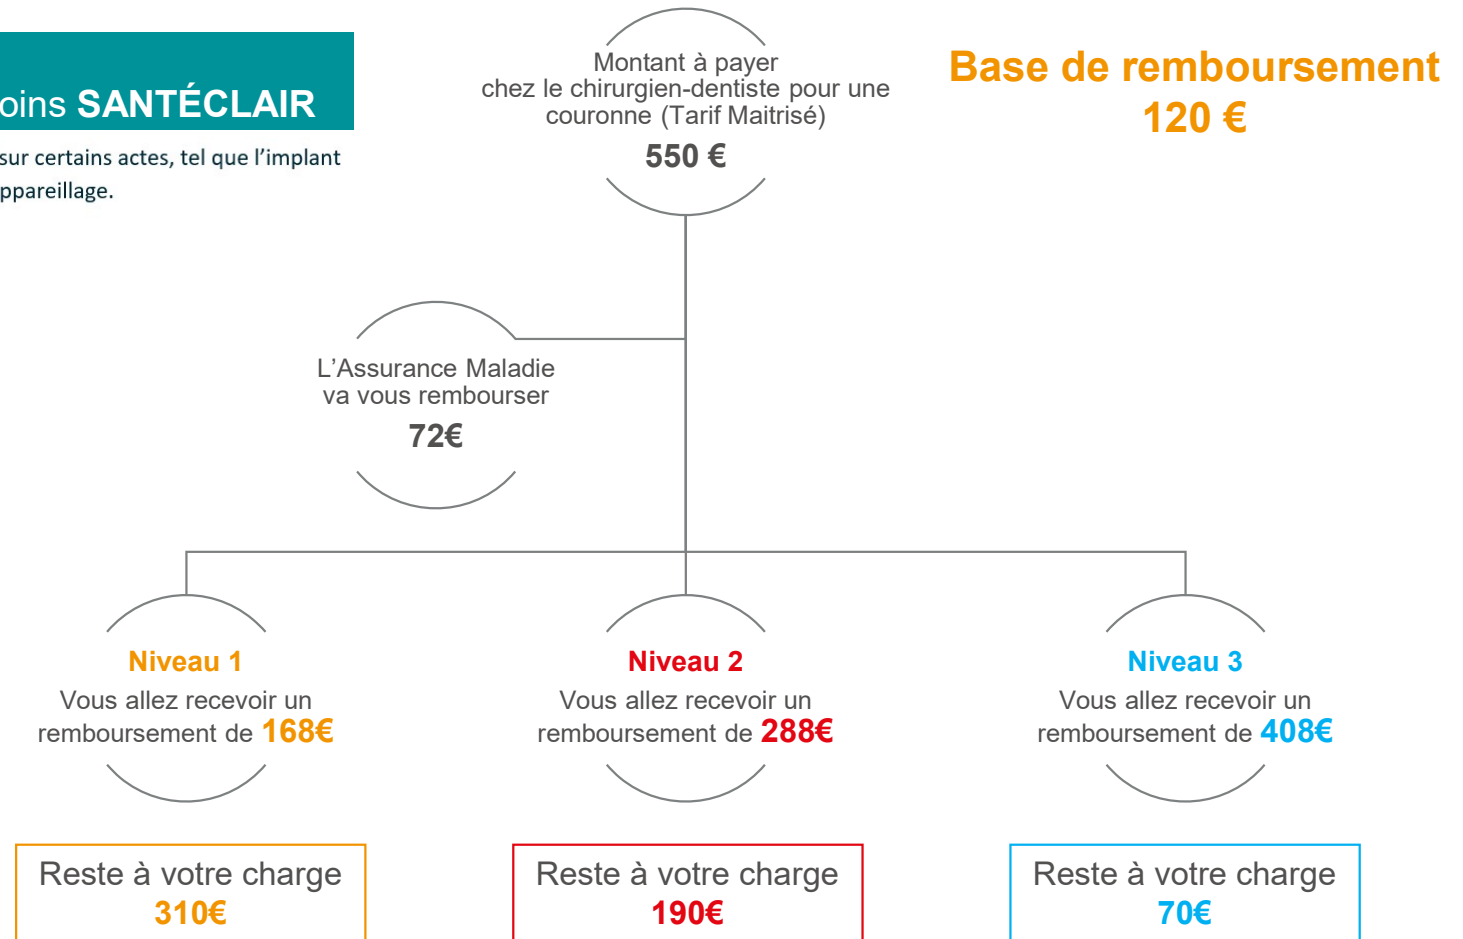 oins SANTÉCLAIR
sur certains actes, tel que l'implant
ppareillage.
Montant à payer
chez le chirurgien-dentiste pour une
couronne (Tarif Maitrisé)
550 €
Base de remboursement
120 €
L'Assurance Maladie
va vous rembourser
72€
Niveau 1
Vous allez recevoir un
remboursement de 168€
Niveau 2
Vous allez recevoir un
remboursement de 288€
Niveau 3
Vous allez recevoir un
remboursement de 408€
Reste à votre charge
310€
Reste à votre charge
190€
Reste à votre charge
70€